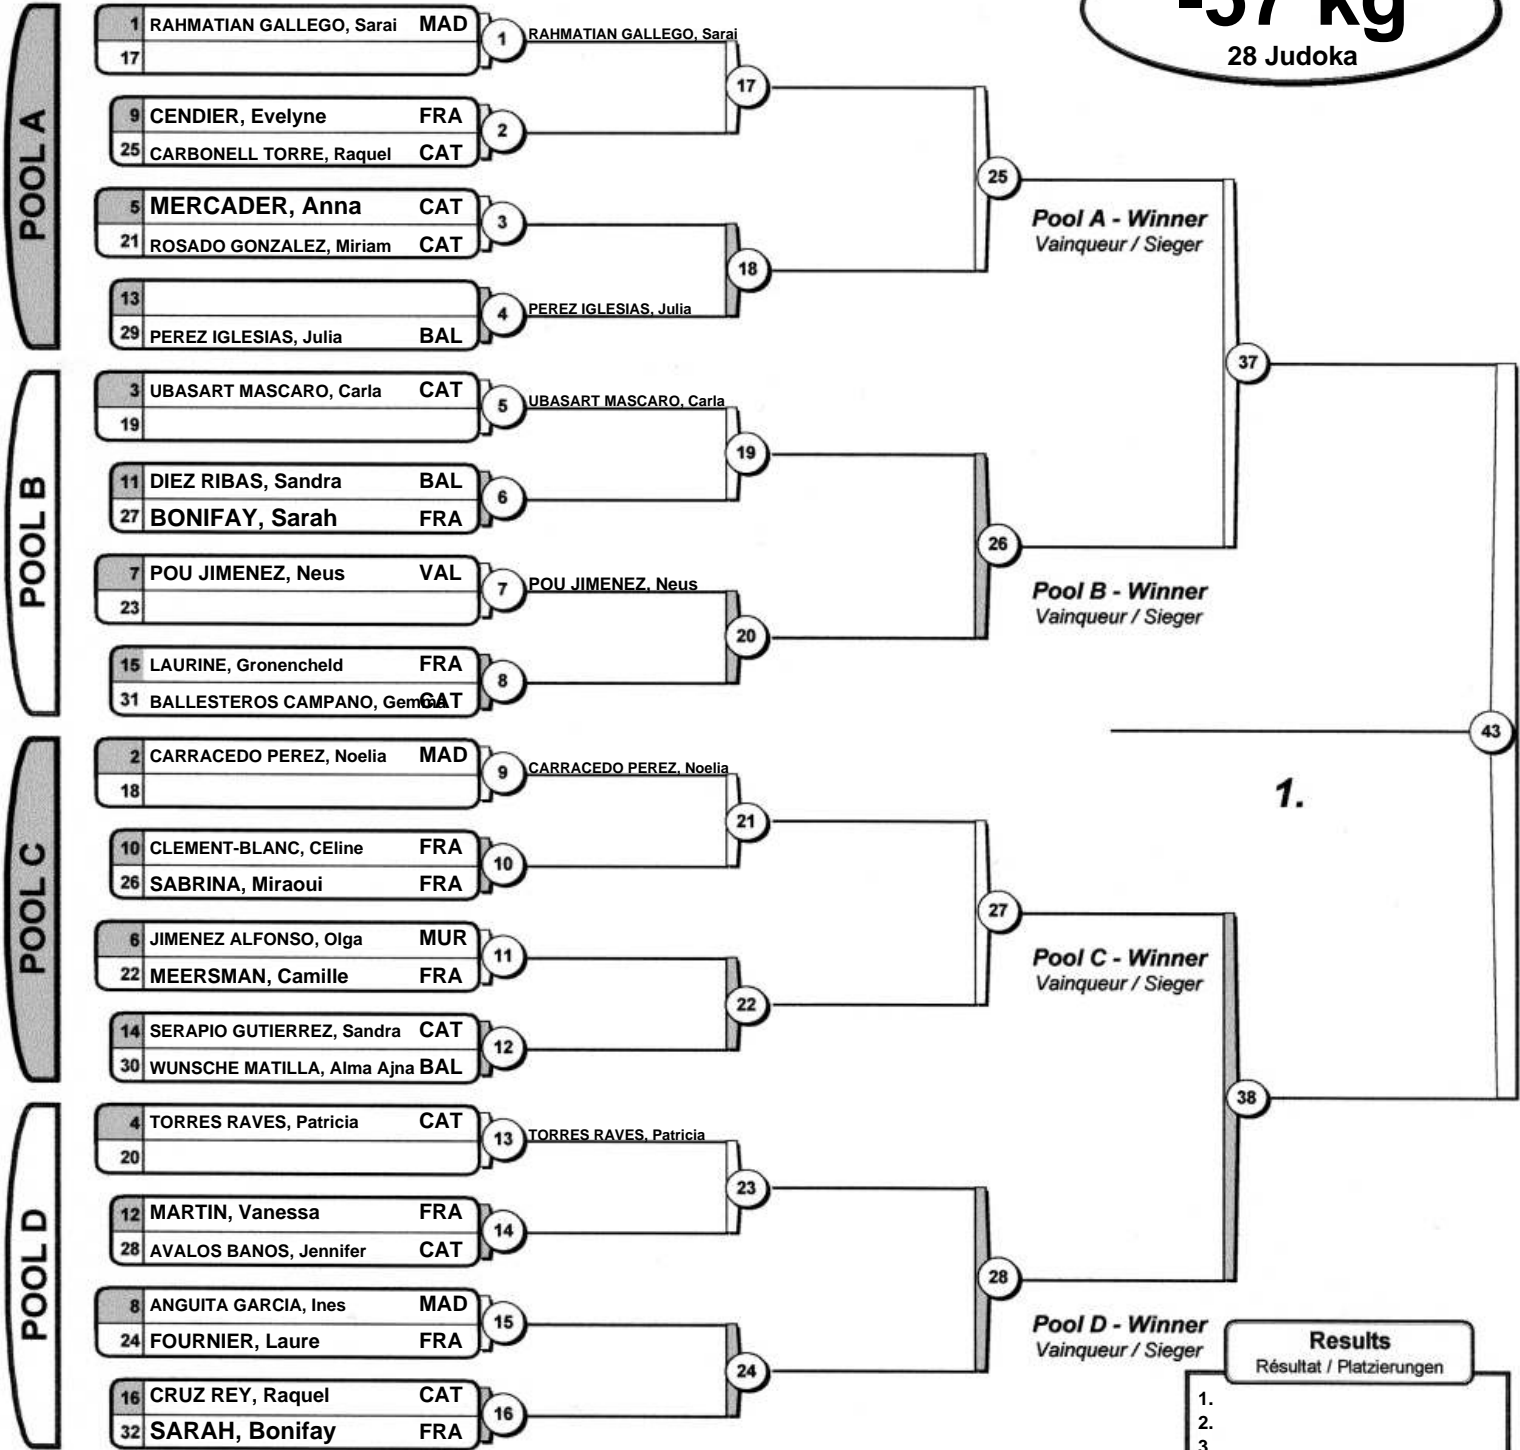 -57 kg
28 Judoka
POOL A
1 RAHMATIAN GALLEGO, Sarai MAD
17
1 RAHMATIAN GALLEGO, Sarai
9 CENDIER, Evelyne FRA
25 CARBONELL TORRE, Raquel CAT
2
17
5 MERCADER, Anna CAT
21 ROSADO GONZALEZ, Miriam CAT
3
13
29 PEREZ IGLESIAS, Julia BAL
4 PEREZ IGLESIAS, Julia
18
25
Pool A - Winner
Vainqueur / Sieger
POOL B
3 UBASART MASCARO, Carla CAT
19
5 UBASART MASCARO, Carla
11 DIEZ RIBAS, Sandra BAL
27 BONIFAY, Sarah FRA
6
19
7 POU JIMENEZ, Neus VAL
23
7 POU JIMENEZ, Neus
15 LAURINE, Gronencheld FRA
31 BALLESTEROS CAMPANO, Gemma CAT
8
20
26
Pool B - Winner
Vainqueur / Sieger
37
POOL C
2 CARRACEDO PEREZ, Noelia MAD
18
9 CARRACEDO PEREZ, Noelia
10 CLEMENT-BLANC, CEline FRA
26 SABRINA, Miraoui FRA
10
21
6 JIMENEZ ALFONSO, Olga MUR
22 MEERSMAN, Camille FRA
11
14 SERAPIO GUTIERREZ, Sandra CAT
30 WUNSCHE MATILLA, Alma Ajna BAL
12
22
27
Pool C - Winner
Vainqueur / Sieger
43
1.
POOL D
4 TORRES RAVES, Patricia CAT
20
13 TORRES RAVES, Patricia
12 MARTIN, Vanessa FRA
28 AVALOS BANOS, Jennifer CAT
14
23
8 ANGUITA GARCIA, Ines MAD
24 FOURNIER, Laure FRA
15
16 CRUZ REY, Raquel CAT
32 SARAH, Bonifay FRA
16
24
28
38
Pool D - Winner
Vainqueur / Sieger
Results
Résultat / Platzierungen
1.
2.
3